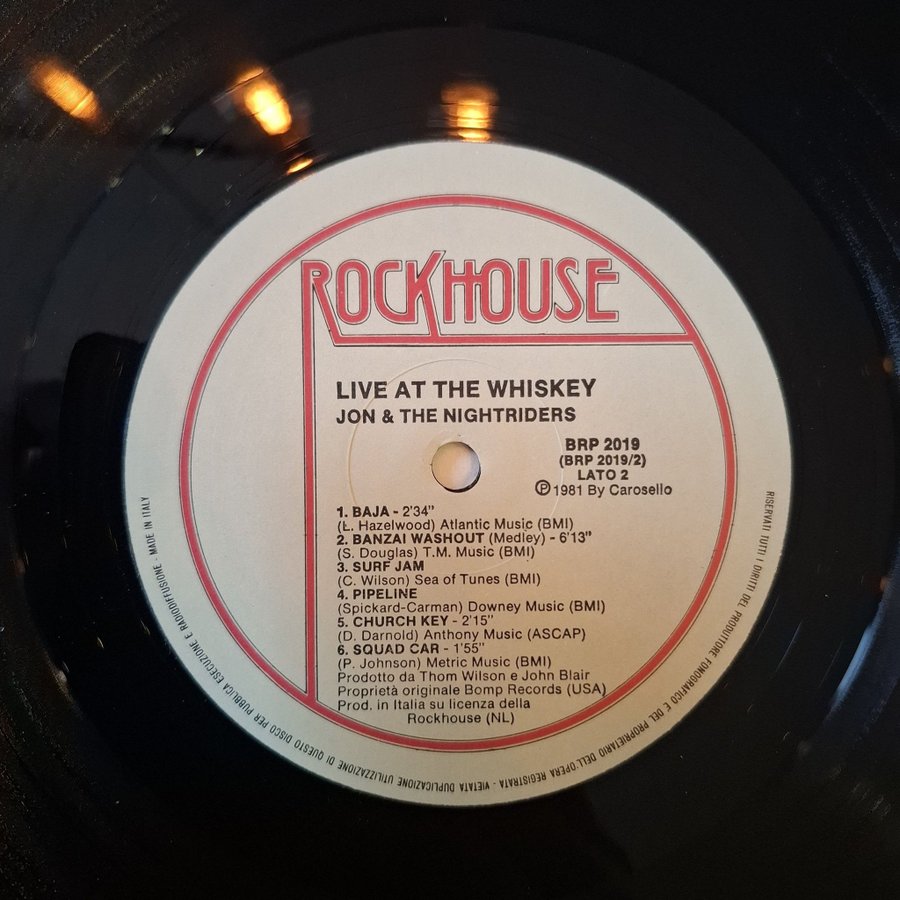 ROCKHOUSE
LIVE AT THE WHISKEY
JON & THE NIGHTRIDERS
BRP 2019
(BRP 2019/2)
LATO 2
Ⓟ 1981 By Carosello
1. BAJA - 2'34"
(L. Hazelwood) Atlantic Music (BMI)
2. BANZAI WASHOUT (Medley) - 6'13"
(S. Douglas) T.M. Music (BMI)
3. SURF JAM
(C. Wilson) Sea of Tunes (BMI)
4. PIPELINE
(Spickard-Carman) Downey Music (BMI)
5. CHURCH KEY - 2'15"
(D. Darnold) Anthony Music (ASCAP)
6. SQUAD CAR - 1'55"
(P. Johnson) Metric Music (BMI)
Prodotto da Thom Wilson e John Blair
Proprietà originale Bomp Records (USA)
Prod. in Italia su licenza della
Rockhouse (NL)
RISERVATI TUTTI I DIRITTI DEL PRODUTTORE FONOGRAFICO E DEL PROPRIETARIO DELL'OPERA REGISTRATA - VIETATA DUPLICAZIONE UTILIZZAZIONE DI QUESTO DISCO PER PUBBLICA ESECUZIONE E RADIODIFFUSIONE - MADE IN ITALY